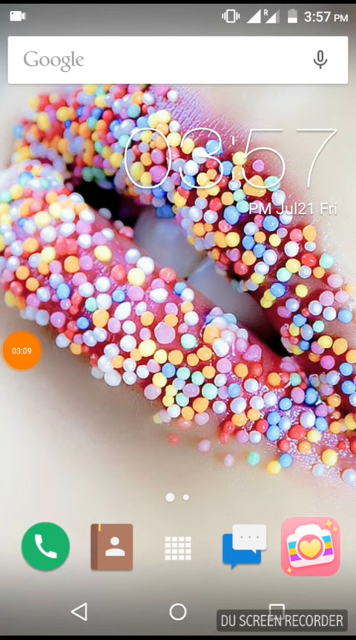 3:57 PM
R
Google
03:57
PM Jul21 Fri
03:09
DU SCREEN RECORDER